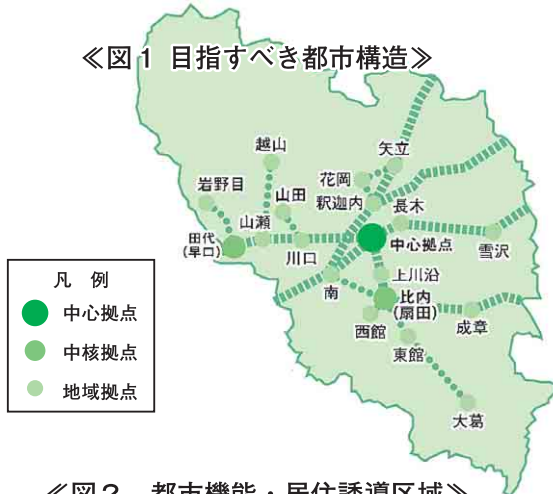 ≪図1 目指すべき都市構造≫
越山
矢立
花岡
岩野目
山田
釈迦内
長木
山瀬
田代
(早口)
川口
中心拠点
雪沢
上川沿
南
比内
(扇田)
西館
成章
東館
大葛
凡 例
中心拠点
中核拠点
地域拠点
≪図2 都市機能・居住誘導区域≫